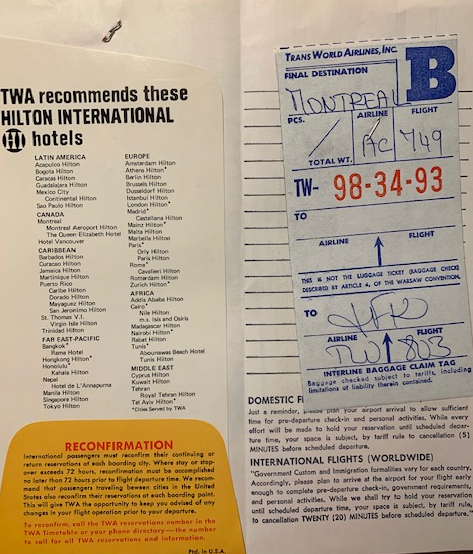 TWA recommends these
HILTON INTERNATIONAL
hotels
LATIN AMERICA
Acapulco Hilton
Bogota Hilton
Caracas Hilton
Guadalajara Hilton
Mexico City
Continental Hilton
Sao Paulo Hilton
CANADA
Montreal
Montreal Aeroport Hilton
The Queen Elizabeth Hotel
Hotel Vancouver
CARIBBEAN
Barbados Hilton
Curacao Hilton
Jamaica Hilton
Martinique Hilton
Puerto Rico
Caribe Hilton
Dorado Hilton
Mayaguez Hilton
San Jeronimo Hilton
St. Thomas V.I.
Virgin Isle Hilton
Trinidad Hilton
FAR EAST-PACIFIC
Bangkok*
Rama Hotel
Hongkong Hilton*
Honolulu*
Kahala Hilton
Nepal
Hotel de L'Annapurna
Manila Hilton
Singapore Hilton
Tokyo Hilton
EUROPE
Amsterdam Hilton
Athens Hilton*
Berlin Hilton
Brussels Hilton
Dusseldorf Hilton
Istanbul Hilton
London Hilton*
Madrid*
Castellana Hilton
Mainz Hilton*
Malta Hilton
Marbella Hilton
Paris*
Orly Hilton
Paris Hilton
Rome*
Cavalieri Hilton
Rotterdam Hilton
Zurich Hilton*
AFRICA
Addis Ababa Hilton
Cairo*
Nile Hilton
m.s. Isis and Osiris
Madagascar Hilton
Nairobi Hilton*
Rabat Hilton
Tunis*
Abounawas Beach Hotel
Tunis Hilton
MIDDLE EAST
Cyprus Hilton
Kuwait Hilton
Tehran
Royal Tehran Hilton
Tel Aviv Hilton*
*Cities Served by TWA
RECONFIRMATION
International passengers must reconfirm their continuing or
return reservations at each boarding city. Where stay or stop-
over exceeds 72 hours, reconfirmation must be accomplished
no later than 72 hours prior to flight departure time. We recom-
mend that passengers traveling between cities in the United
States also reconfirm their reservations at each boarding point.
This will give TWA the opportunity to keep you advised of any
changes in your flight operation prior to your departure.
To reconfirm, call the TWA reservations number in the
TWA Timetable or your phone directory—the number
to call for all TWA reservations and information.
Ptd. in U.S.A.
TRANS WORLD AIRLINES, INC.
B
FINAL DESTINATION
MONTREAL
PCS. AIRLINE FLIGHT
AC 749
TOTAL WT.
TW- 98-34-93
TO
AIRLINE FLIGHT
THIS IS NOT THE LUGGAGE TICKET (BAGGAGE CHECK)
DESCRIBED BY ARTICLE 4, OF THE WARSAW CONVENTION.
TO
JFK
AIRLINE FLIGHT
TW 803
INTERLINE BAGGAGE CLAIM TAG
Baggage checked subject to tariffs, including
limitations of liability therein contained.
DOMESTIC
Just a reminder, please plan your airport arrival to allow sufficient
time for pre-departure check-in and personal activities. While every
effort will be made to hold your reservation until scheduled depar-
ture time, your space is subject, by tariff rule to cancellation (5)
MINUTES before scheduled departure.
INTERNATIONAL FLIGHTS (WORLDWIDE)
"Government Custom and Immigration formalities vary for each country.
Accordingly, please plan to arrive at the airport for your flight early
enough to complete pre-departure check-in, government requirements,
and personal activities. While we shall try to hold your reservation
until scheduled departure time, your space is subject, by tariff rule,
to cancellation TWENTY (20) MINUTES before scheduled departure."